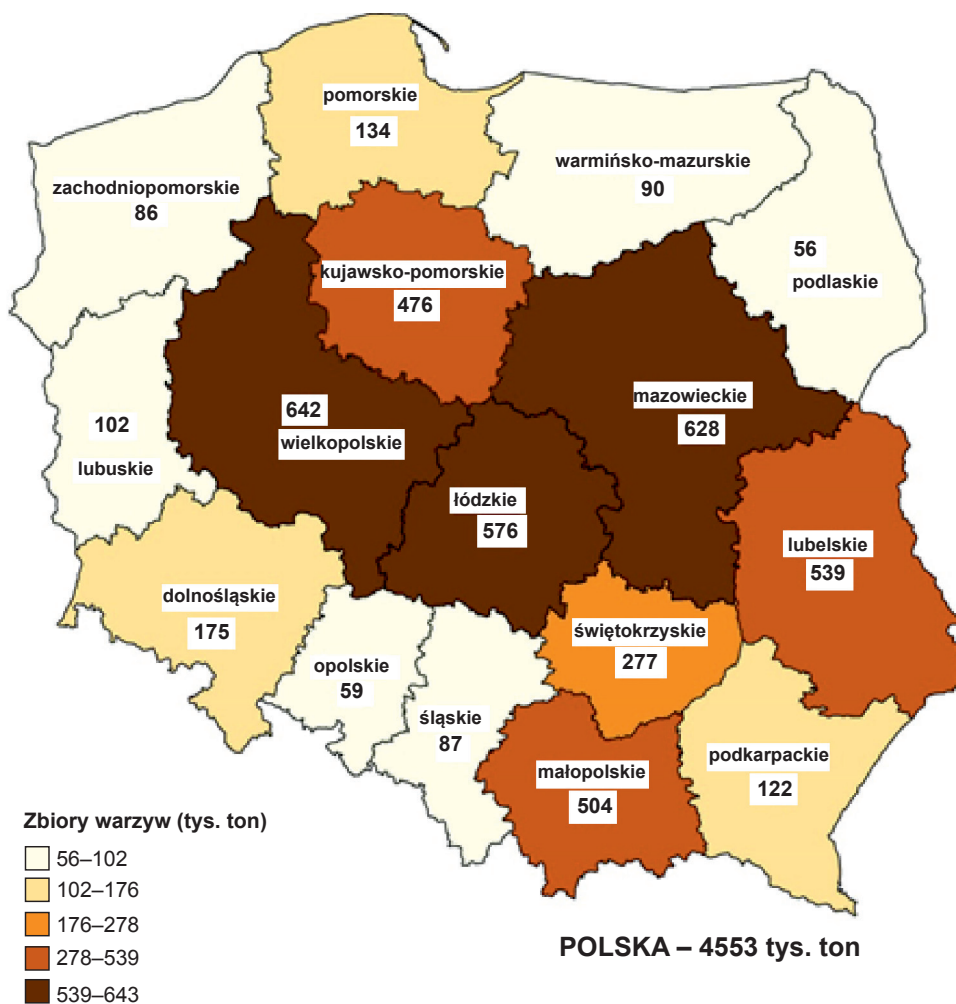 pomorskie
134
warmińsko-mazurskie
90
zachodniopomorskie
86
56
podlaskie
kujawsko-pomorskie
476
mazowieckie
628
642
wielkopolskie
102
lubuskie
łódzkie
576
lubelskie
539
dolnośląskie
175
świętokrzyskie
277
opolskie
59
śląskie
87
podkarpackie
122
małopolskie
504
Zbiory warzyw (tys. ton)
56–102
102–176
176–278
278–539
539–643
POLSKA – 4553 tys. ton